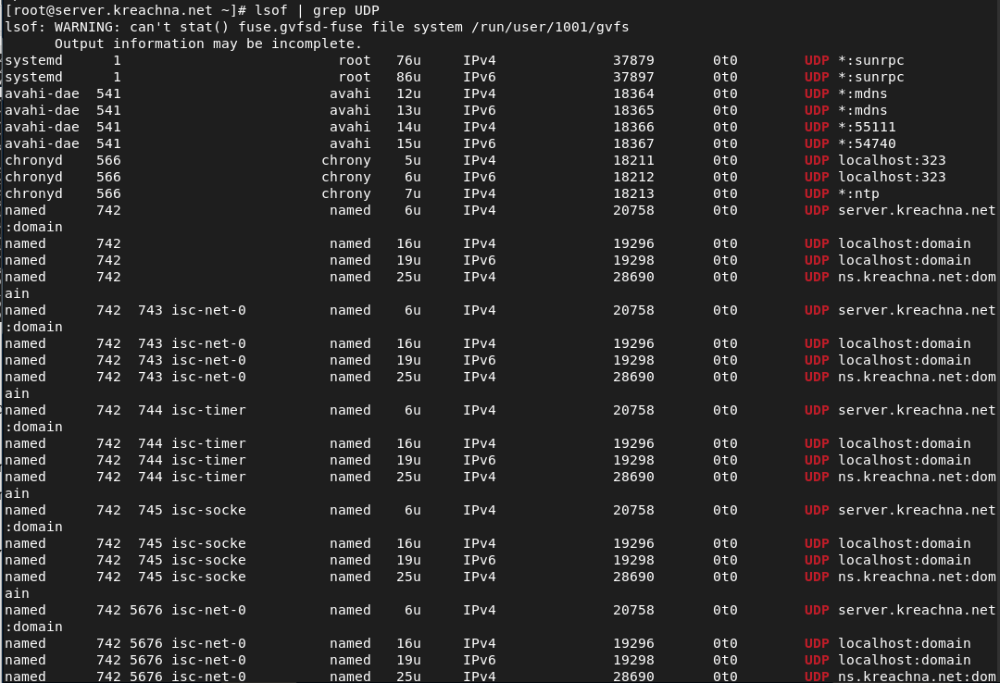 [root@server.kreachna.net ~]# lsof | grep UDP
lsof: WARNING: can't stat() fuse.gvfsd-fuse file system /run/user/1001/gvfs
      Output information may be incomplete.
systemd      1                          root   76u     IPv4              37879       0t0        UDP *:sunrpc
systemd      1                          root   86u     IPv6              37897       0t0        UDP *:sunrpc
avahi-dae  541                         avahi   12u     IPv4              18364       0t0        UDP *:mdns
avahi-dae  541                         avahi   13u     IPv6              18365       0t0        UDP *:mdns
avahi-dae  541                         avahi   14u     IPv4              18366       0t0        UDP *:55111
avahi-dae  541                         avahi   15u     IPv6              18367       0t0        UDP *:54740
chronyd    566                        chrony    5u     IPv4              18211       0t0        UDP localhost:323
chronyd    566                        chrony    6u     IPv6              18212       0t0        UDP localhost:323
chronyd    566                        chrony    7u     IPv4              18213       0t0        UDP *:ntp
named      742                         named    6u     IPv4              20758       0t0        UDP server.kreachna.net
:domain
named      742                         named   16u     IPv4              19296       0t0        UDP localhost:domain
named      742                         named   19u     IPv6              19298       0t0        UDP localhost:domain
named      742                         named   25u     IPv4              28690       0t0        UDP ns.kreachna.net:dom
ain
named      742  743 isc-net-0          named    6u     IPv4              20758       0t0        UDP server.kreachna.net
:domain
named      742  743 isc-net-0          named   16u     IPv4              19296       0t0        UDP localhost:domain
named      742  743 isc-net-0          named   19u     IPv6              19298       0t0        UDP localhost:domain
named      742  743 isc-net-0          named   25u     IPv4              28690       0t0        UDP ns.kreachna.net:dom
ain
named      742  744 isc-timer          named    6u     IPv4              20758       0t0        UDP server.kreachna.net
:domain
named      742  744 isc-timer          named   16u     IPv4              19296       0t0        UDP localhost:domain
named      742  744 isc-timer          named   19u     IPv6              19298       0t0        UDP localhost:domain
named      742  744 isc-timer          named   25u     IPv4              28690       0t0        UDP ns.kreachna.net:dom
ain
named      742  745 isc-socke          named    6u     IPv4              20758       0t0        UDP server.kreachna.net
:domain
named      742  745 isc-socke          named   16u     IPv4              19296       0t0        UDP localhost:domain
named      742  745 isc-socke          named   19u     IPv6              19298       0t0        UDP localhost:domain
named      742  745 isc-socke          named   25u     IPv4              28690       0t0        UDP ns.kreachna.net:dom
ain
named      742 5676 isc-net-0          named    6u     IPv4              20758       0t0        UDP server.kreachna.net
:domain
named      742 5676 isc-net-0          named   16u     IPv4              19296       0t0        UDP localhost:domain
named      742 5676 isc-net-0          named   19u     IPv6              19298       0t0        UDP localhost:domain
named      742 5676 isc-net-0          named   25u     IPv4              28690       0t0        UDP ns.kreachna.net:dom